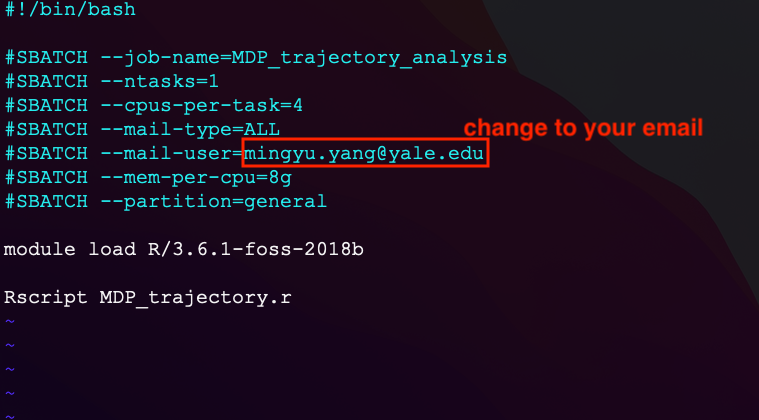 #!/bin/bash
#SBATCH --job-name=MDP_trajectory_analysis
#SBATCH --ntasks=1
#SBATCH --cpus-per-task=4
#SBATCH --mail-type=ALL
change to your email
#SBATCH --mail-user=mingyu.yang@yale.edu
#SBATCH --mem-per-cpu=8g
#SBATCH --partition=general
module load R/3.6.1-foss-2018b
Rscript MDP_trajectory.r
~
~
~
~
~